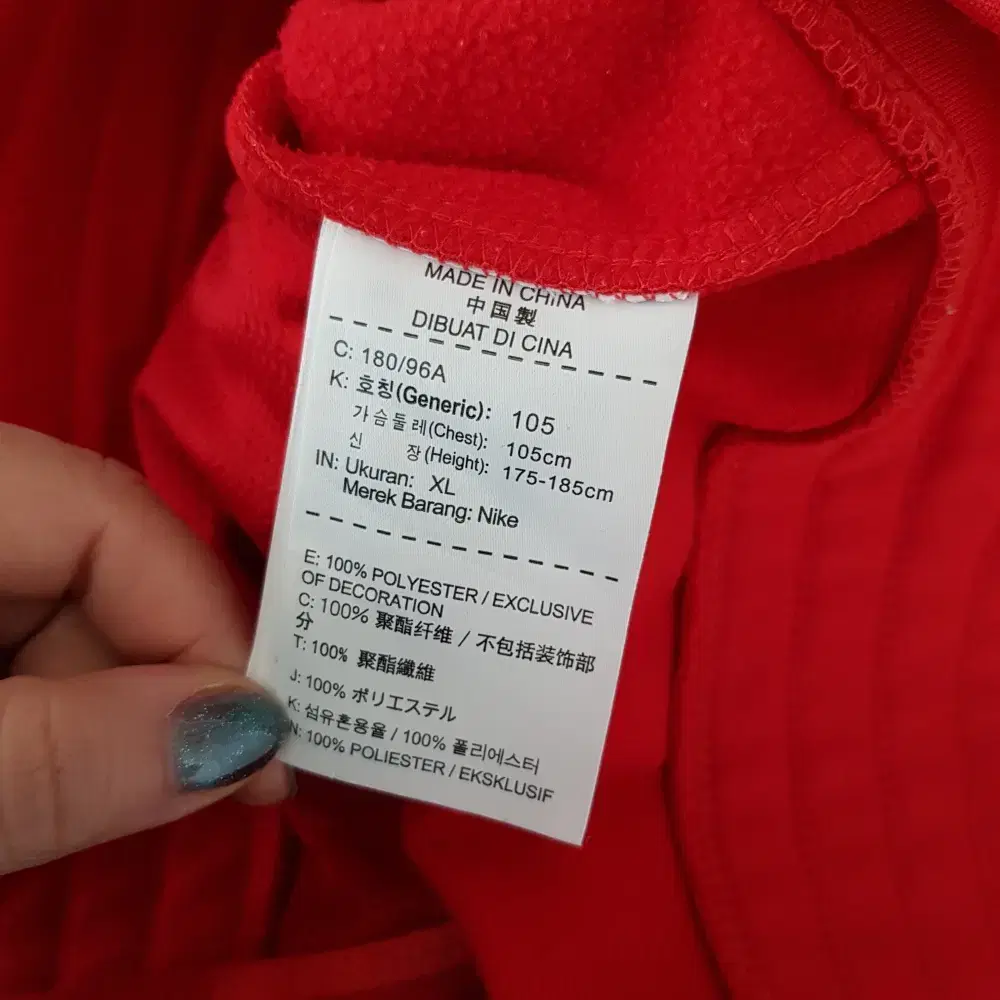 MADE IN CHINA
中国製
DIBUAT DI CINA
C: 180/96A
K: 호칭(Generic): 105
가슴둘레(Chest): 105cm
신 장(Height): 175-185cm
IN: Ukuran: XL
Merek Barang: Nike
E: 100% POLYESTER / EXCLUSIVE
OF DECORATION
C: 100% 聚酯纤维 / 不包括装饰部
分
T: 100% 聚酯纖維
J: 100% ポリエステル
K: 섬유혼용율 / 100% 폴리에스터
N: 100% POLIESTER / EKSKLUSIF